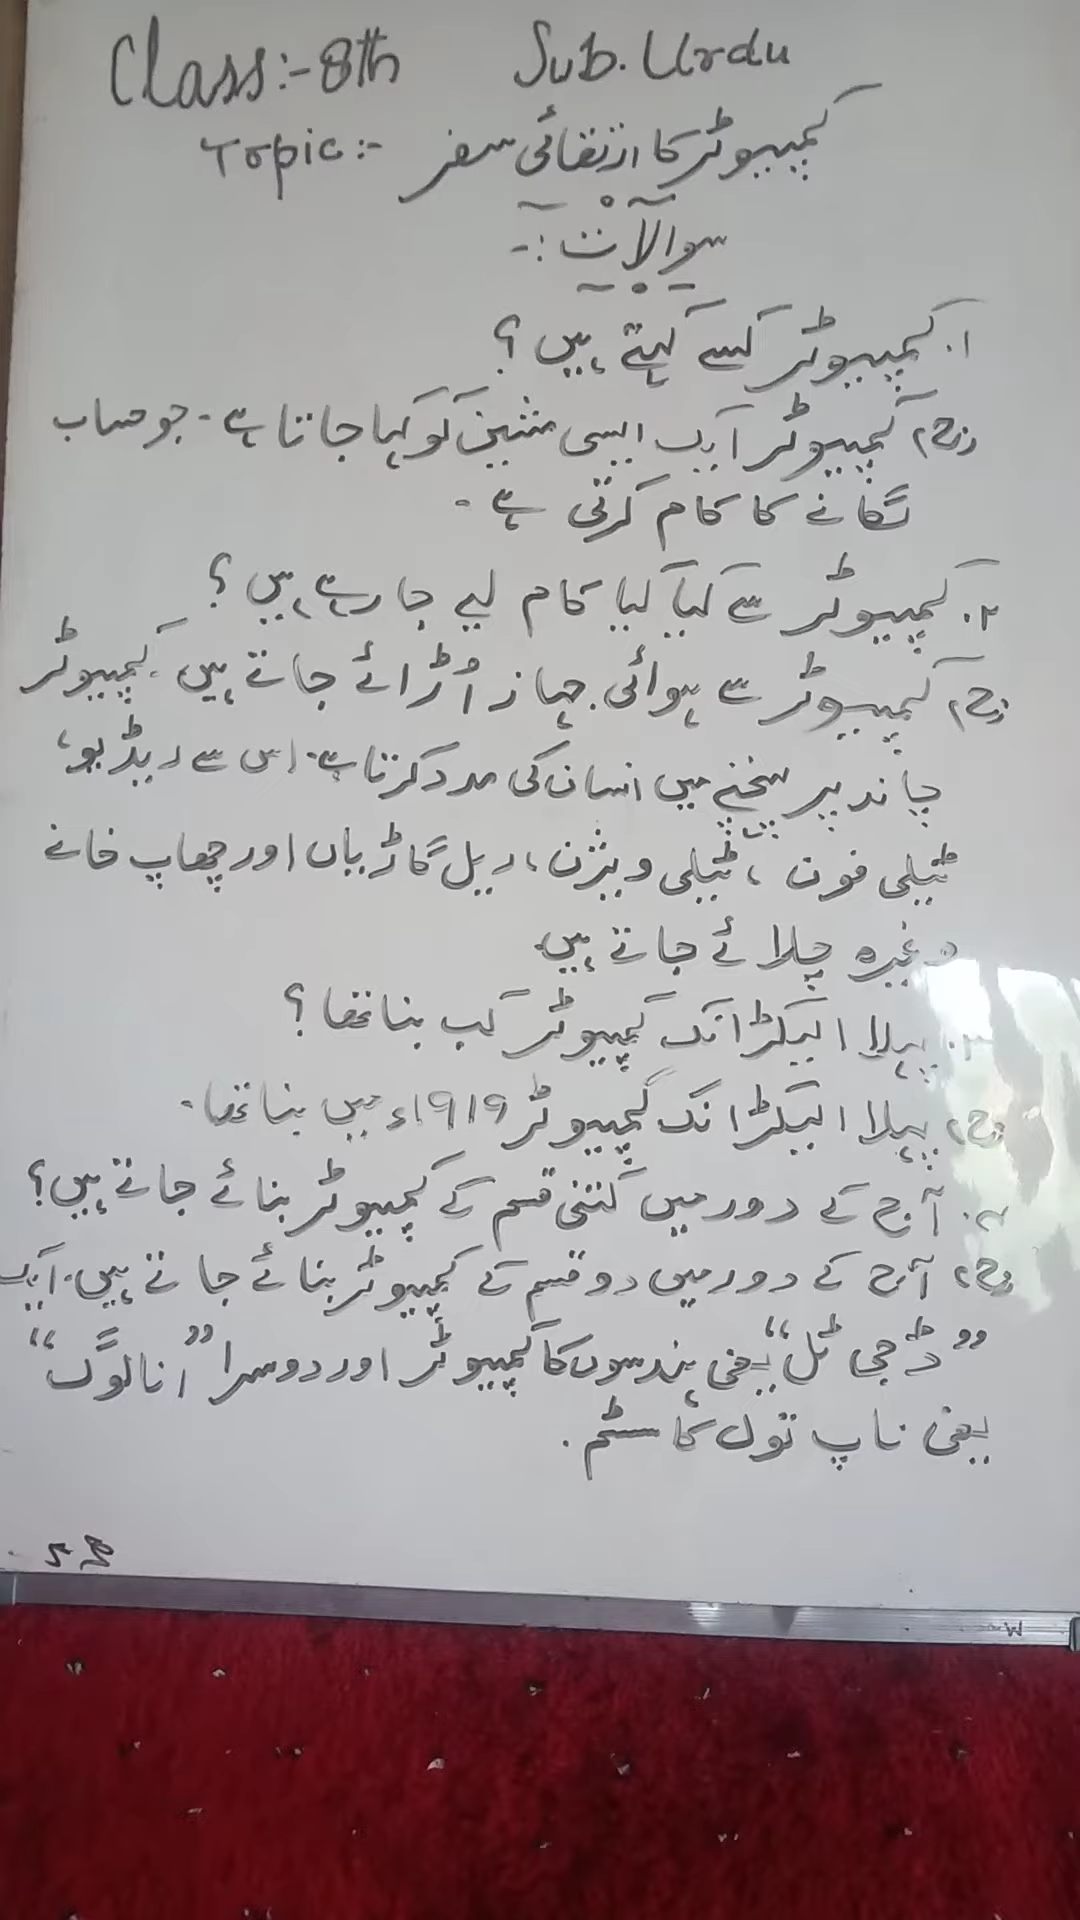 Class:-8th Sub. Urdu
Topic:- کمپیوٹر کا ارتقائی سفر
سوالات :-
۱. کمپیوٹر کسے کہتے ہیں ؟
ج، کمپیوٹر ایک ایسی مشین کو کہا جاتا ہے - جو حساب
لگانے کا کام کرتی ہے -
۲. کمپیوٹر سے کیا کیا کام لیے جا رہے ہیں ؟
ج، کمپیوٹر سے ہوائی جہاز اُڑائے جاتے ہیں - کمپیوٹر
چاند پر پہنچنے میں انسان کی مدد کرتا ہے - اس سے ریڈیو،
ٹیلی فون ، ٹیلی ویژن ، ریل گاڑیاں اور چھاپ خانے
وغیرہ چلائے جاتے ہیں
۳. پہلا الیکڑانک کمپیوٹر کب بنا تھا ؟
ج، پہلا الیکڑانک کمپیوٹر ۱۹۱۹ء میں بنا تھا -
۴. آج کے دور میں کتنی قسم کے کمپیوٹر بنائے جاتے ہیں؟
ج، آج کے دور میں دو قسم کے کمپیوٹر بنائے جاتے ہیں. ایک
”ڈجی ٹل“ یعنی ہندسوں کا کمپیوٹر اور دوسرا ”انالوگ“
یعنی ناپ تول کا سسٹم .